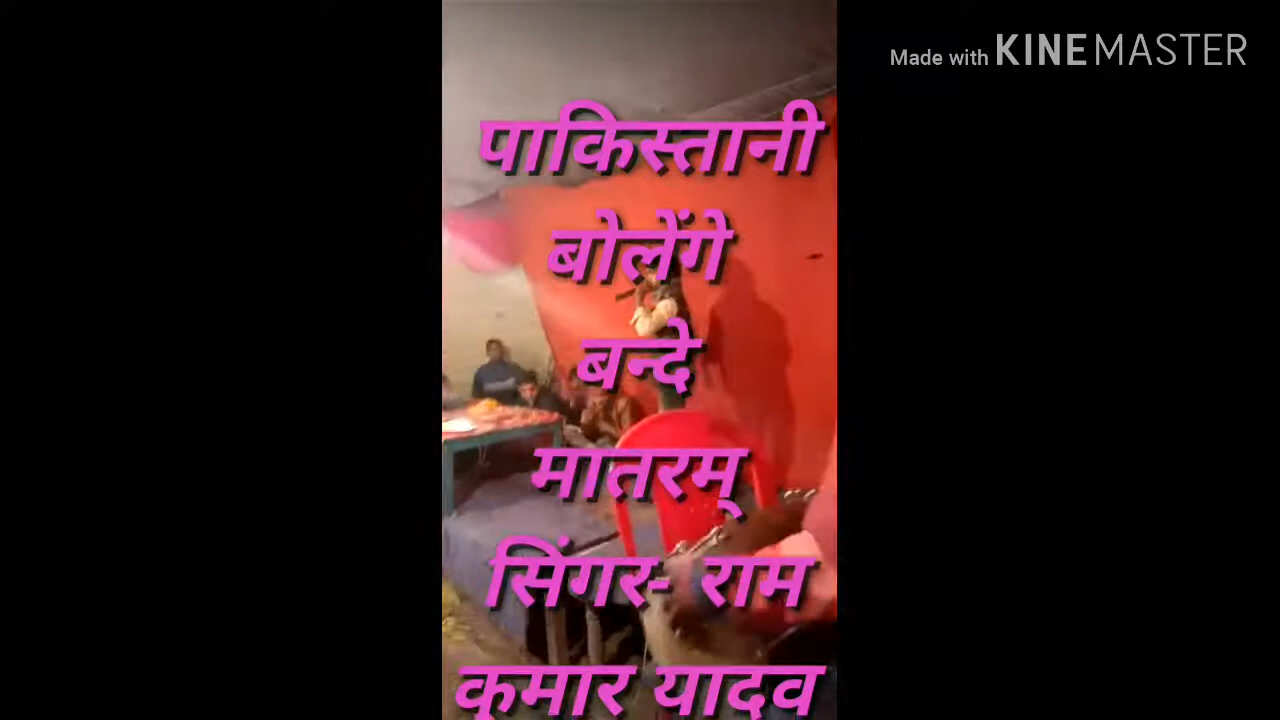 Made with KINEMASTER
पाकिस्तानी
बोलेंगे
बन्दे
मातरम्
सिंगर- राम
कुमार यादव